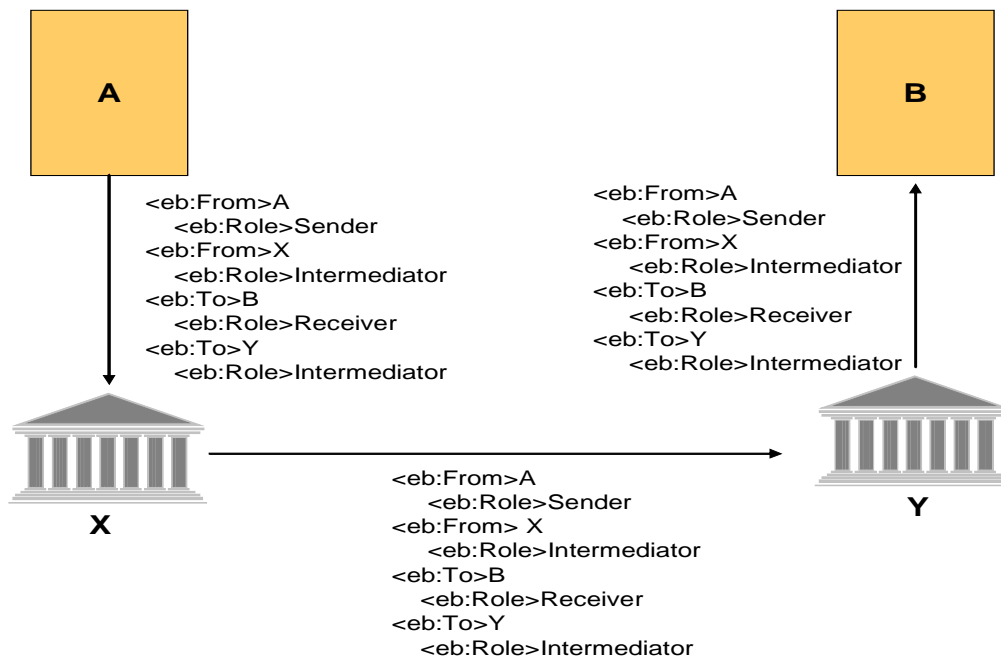 A
B
<eb:From>A
<eb:Role>Sender
<eb:From>X
<eb:Role>Intermediator
<eb:To>B
<eb:Role>Receiver
<eb:To>Y
<eb:Role>Intermediator
<eb:From>A
<eb:Role>Sender
<eb:From>X
<eb:Role>Intermediator
<eb:To>B
<eb:Role>Receiver
<eb:To>Y
<eb:Role>Intermediator
X
Y
<eb:From>A
<eb:Role>Sender
<eb:From> X
<eb:Role>Intermediator
<eb:To>B
<eb:Role>Receiver
<eb:To>Y
<eb:Role>Intermediator